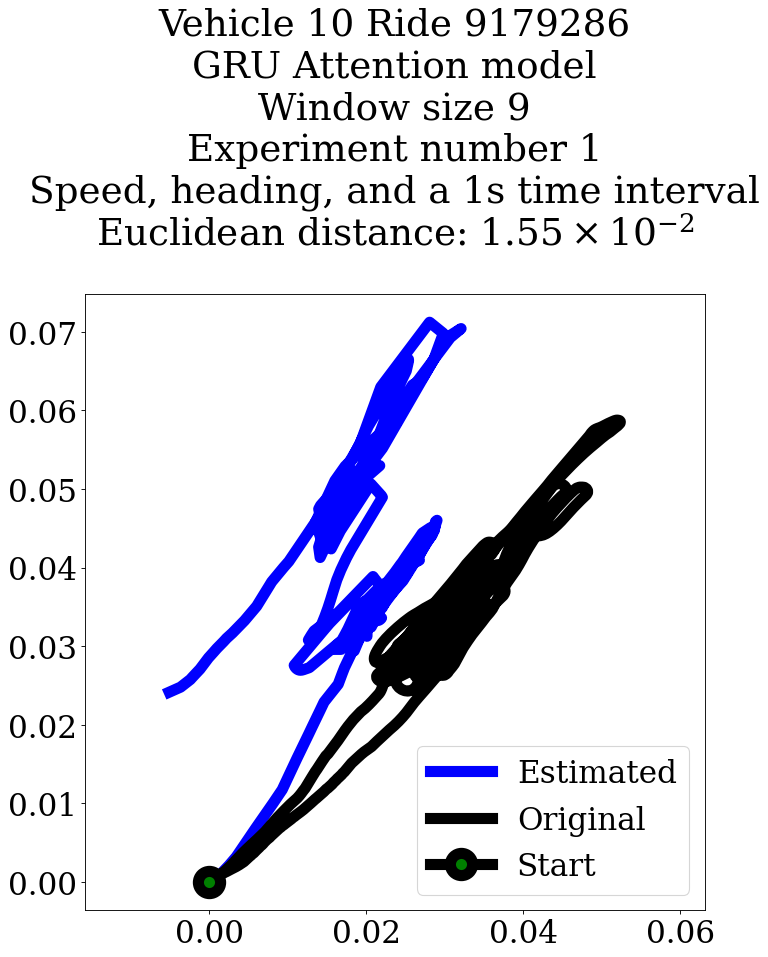 Vehicle 10 Ride 9179286
GRU Attention model
Window size 9
Experiment number 1
Speed, heading, and a 1s time interval
Euclidean distance: 1.55 × 10⁻²
0.07
0.06
0.05
0.04
0.03
0.02
0.01
0.00
Estimated
Original
Start
0.00 0.02 0.04 0.06